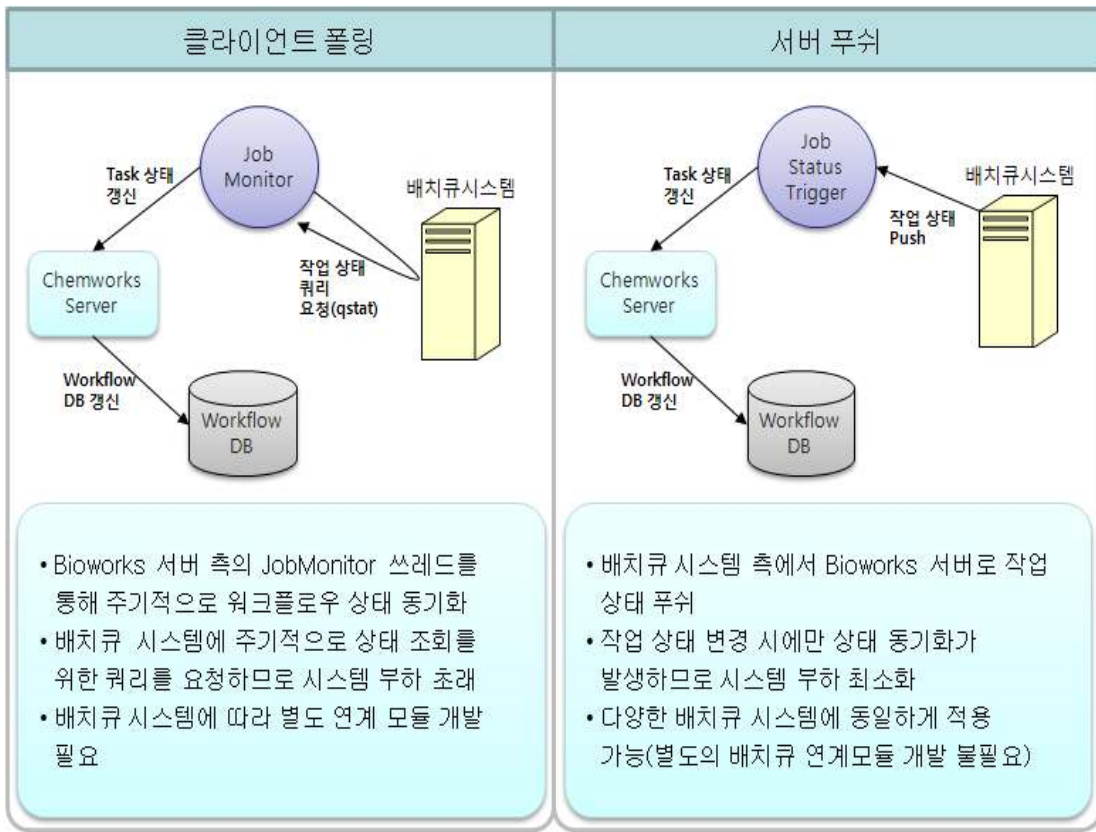 클라이언트 폴링
Job
Monitor
Task 상태
갱신
배치큐시스템
작업 상태
쿼리
요청(qstat)
Chemworks
Server
Workflow
DB 갱신
Workflow
DB
• Bioworks 서버 측의 JobMonitor 쓰레드를
통해 주기적으로 워크플로우 상태 동기화
• 배치큐 시스템에 주기적으로 상태 조회를
위한 쿼리를 요청하므로 시스템 부하 초래
• 배치큐 시스템에 따라 별도 연계 모듈 개발
필요
서버 푸쉬
Job
Status
Trigger
Task 상태
갱신
배치큐시스템
작업 상태
Push
Chemworks
Server
Workflow
DB 갱신
Workflow
DB
• 배치큐 시스템 측에서 Bioworks 서버로 작업
상태 푸쉬
• 작업 상태 변경 시에만 상태 동기화가
발생하므로 시스템 부하 최소화
• 다양한 배치큐 시스템에 동일하게 적용
가능(별도의 배치큐 연계모듈 개발 불필요)